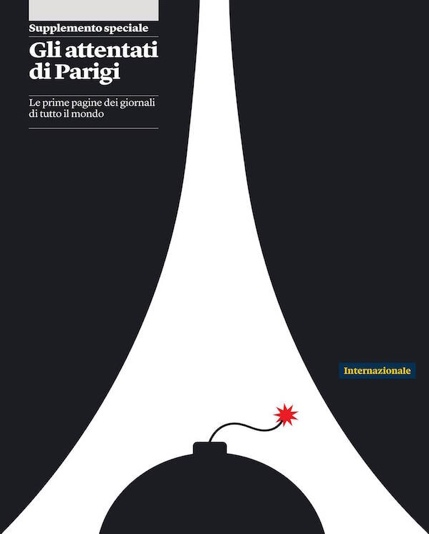 Supplemento speciale
Gli attentati
di Parigi
Le prime pagine dei giornali
di tutto il mondo
Internazionale